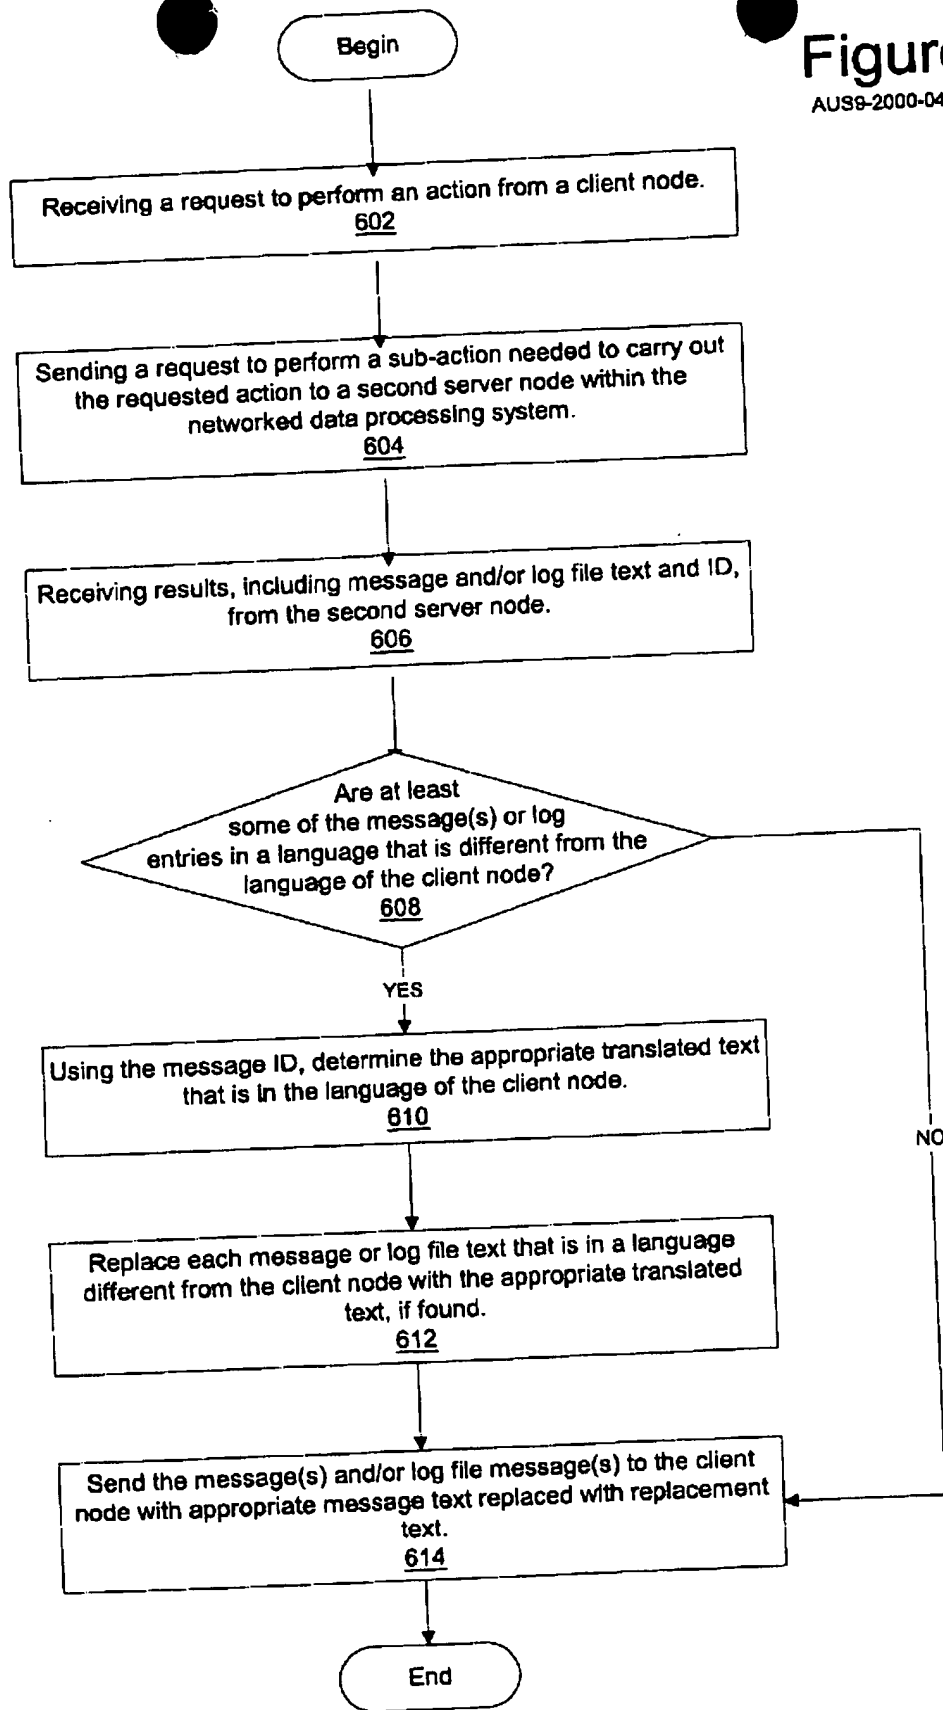 Begin
Figure
AUS9-2000-04
Receiving a request to perform an action from a client node.
602
Sending a request to perform a sub-action needed to carry out
the requested action to a second server node within the
networked data processing system.
604
Receiving results, including message and/or log file text and ID,
from the second server node.
606
Are at least
some of the message(s) or log
entries in a language that is different from the
language of the client node?
608
YES
Using the message ID, determine the appropriate translated text
that is in the language of the client node.
610
NO
Replace each message or log file text that is in a language
different from the client node with the appropriate translated
text, if found.
612
Send the message(s) and/or log file message(s) to the client
node with appropriate message text replaced with replacement
text.
614
End